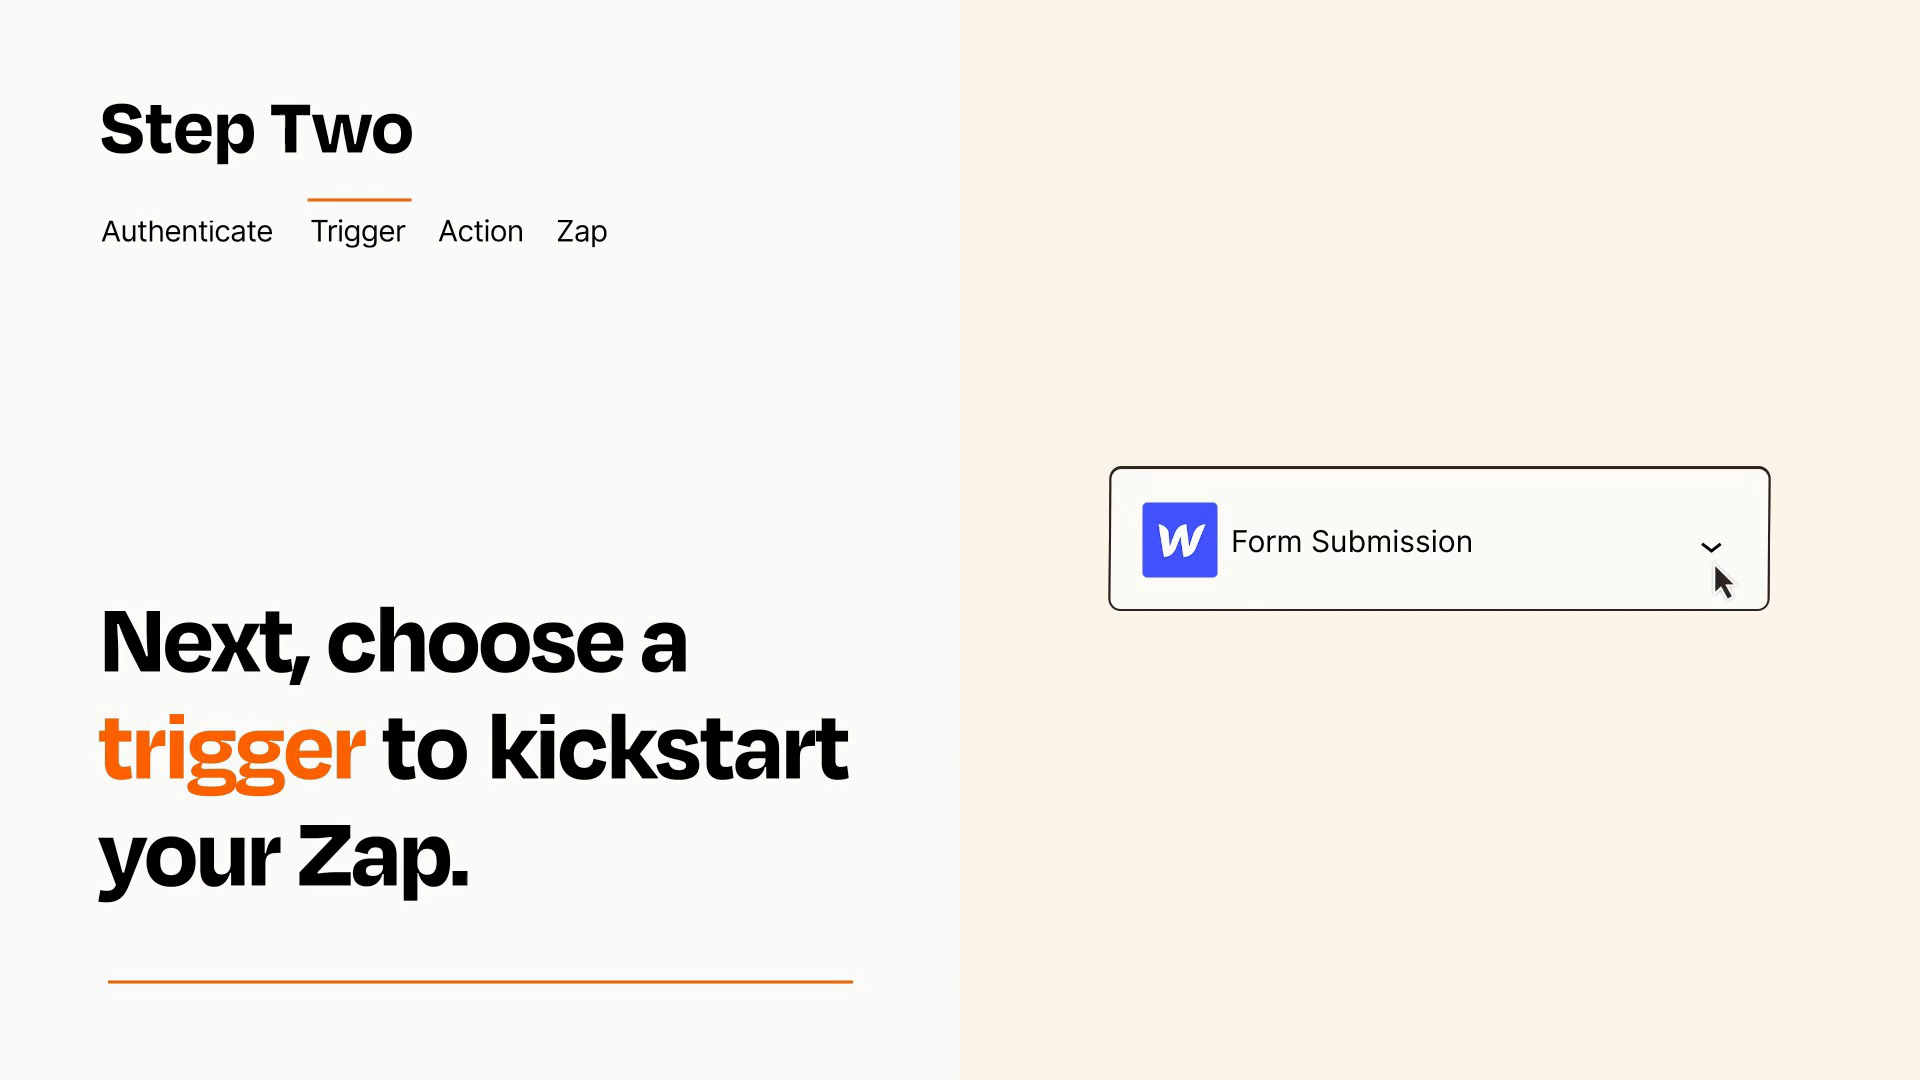 Step Two
Authenticate Trigger Action Zap
Next, choose a
trigger to kickstart
your Zap.
W Form Submission